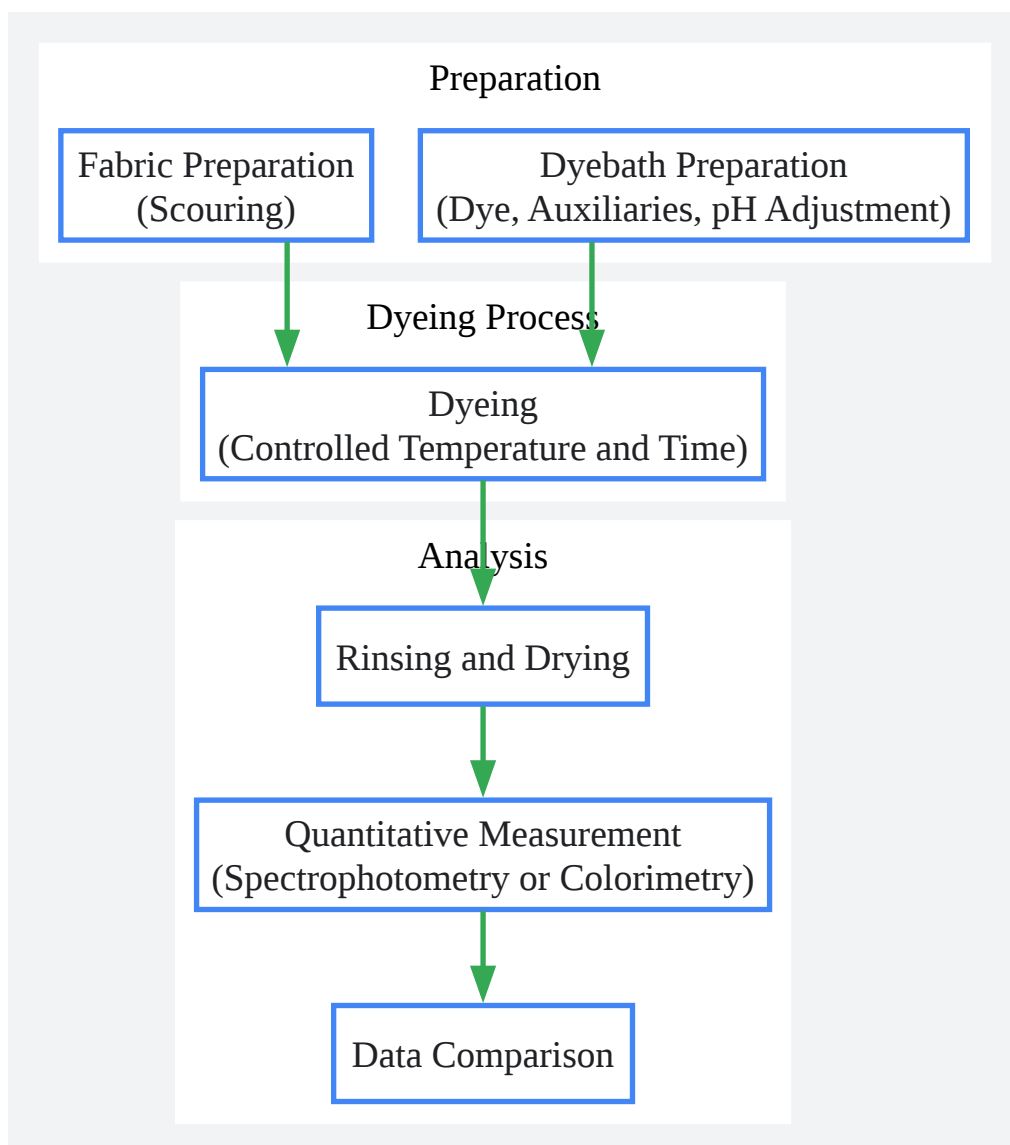 Preparation
Fabric Preparation
(Scouring)
Dyebath Preparation
(Dye, Auxiliaries, pH Adjustment)
Dyeing Process
Dyeing
(Controlled Temperature and Time)
Analysis
Rinsing and Drying
Quantitative Measurement
(Spectrophotometry or Colorimetry)
Data Comparison